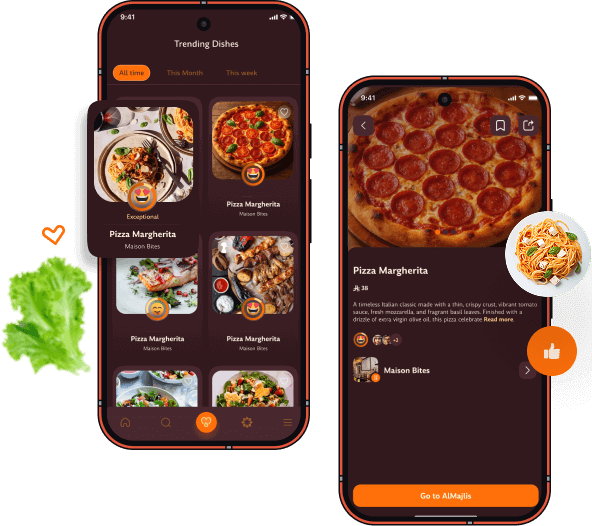 9:41
Trending Dishes
All time
This Month
This week
Exceptional
Pizza Margherita
Maison Bites
Pizza Margherita
Maison Bites
Pizza Margherita
Maison Bites
Pizza Margherita
Maison Bites
9:41
Pizza Margherita
38
A timeless Italian classic made with a thin, crispy crust, vibrant tomato
sauce, fresh mozzarella, and fragrant basil leaves. Finished with a
drizzle of extra virgin olive oil, this pizza celebrate Read more.
+2
Maison Bites
Go to AlMajlis